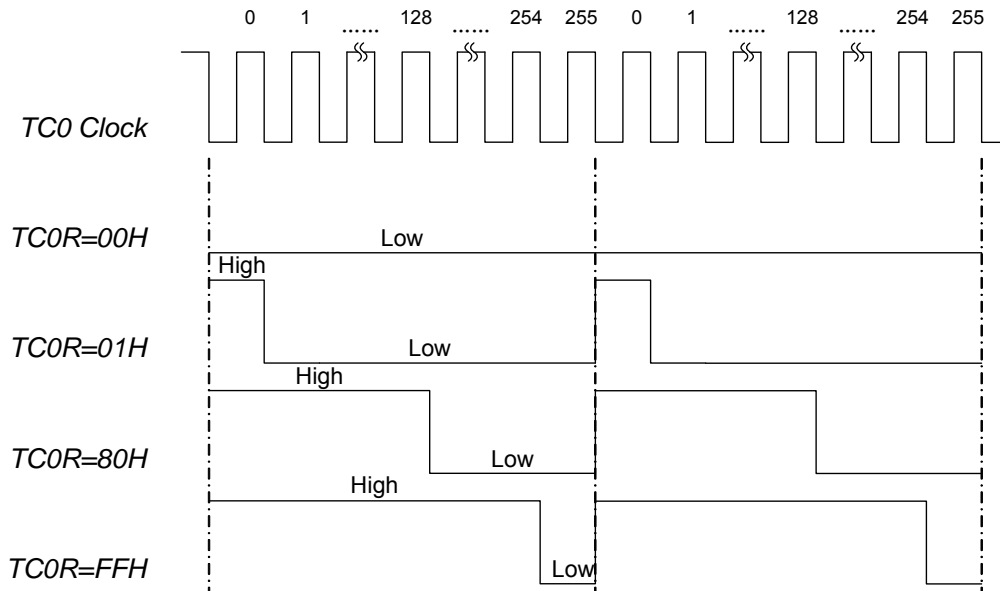 0 1 …… 128 …… 254 255 0 1 …… 128 …… 254 255
TC0 Clock
TC0R=00H
Low
High
TC0R=01H
Low
High
TC0R=80H
Low
High
TC0R=FFH
Low